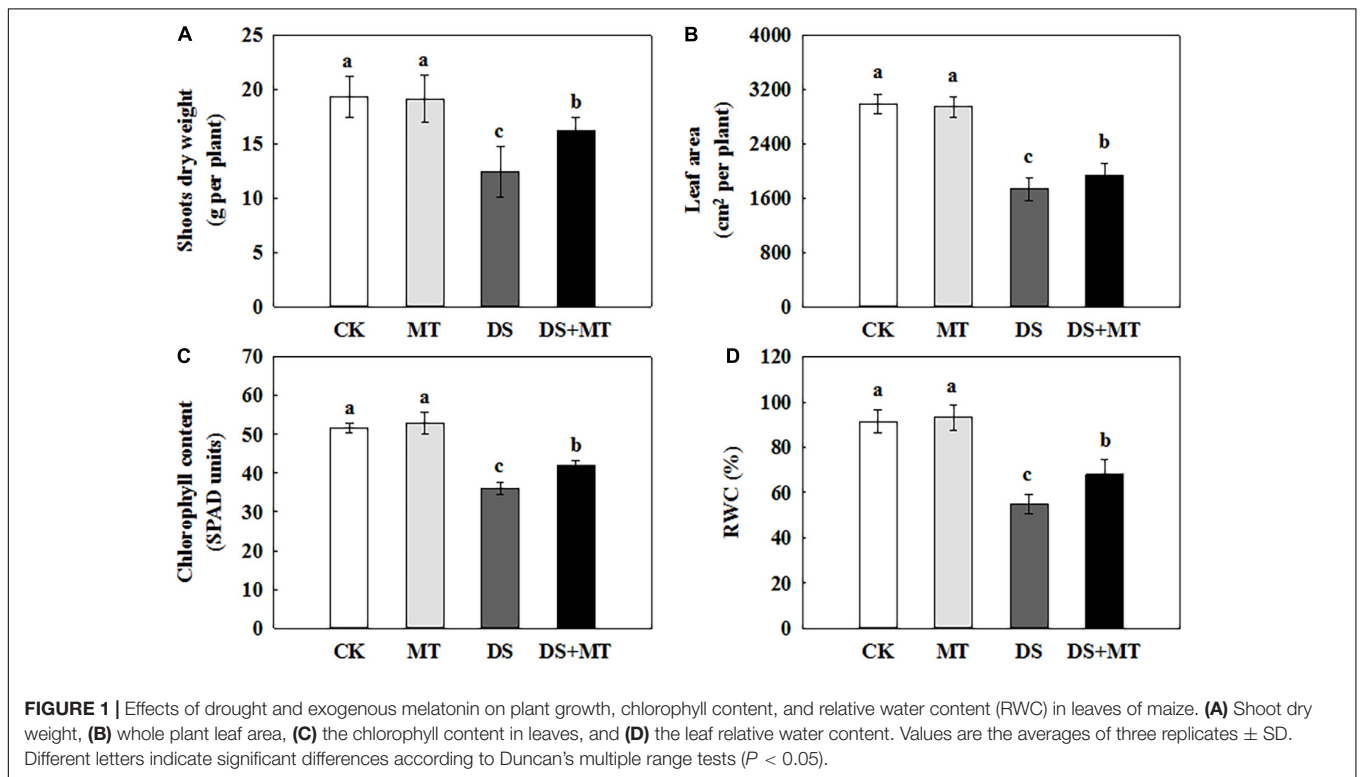 A
Shoots dry weight
(g per plant)
25
20
15
10
5
0
a
a
c
b
CK MT DS DS+MT
B
Leaf area
(cm² per plant)
4000
3200
2400
1600
800
0
a
a
c
b
CK MT DS DS+MT
C
Chlorophyll content
(SPAD units)
70
60
50
40
30
20
10
0
a
a
c
b
CK MT DS DS+MT
D
RWC (%)
120
100
80
60
40
20
0
a
a
c
b
CK MT DS DS+MT
FIGURE 1 | Effects of drought and exogenous melatonin on plant growth, chlorophyll content, and relative water content (RWC) in leaves of maize. (A) Shoot dry
weight, (B) whole plant leaf area, (C) the chlorophyll content in leaves, and (D) the leaf relative water content. Values are the averages of three replicates ± SD.
Different letters indicate significant differences according to Duncan’s multiple range tests (P < 0.05).